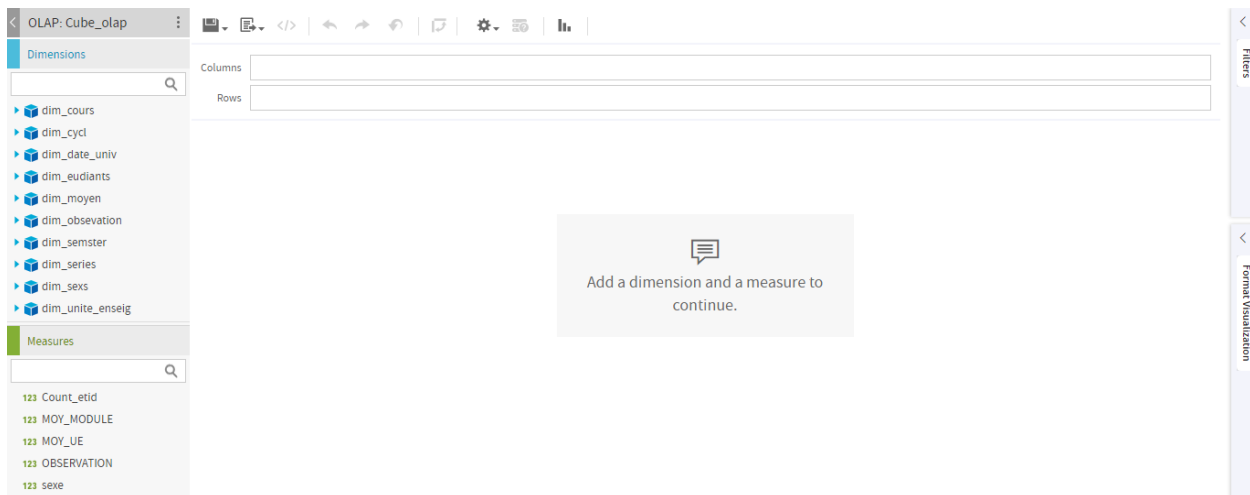 OLAP: Cube_olap
Dimensions
dim_cours
dim_cycl
dim_date_univ
dim_eudiants
dim_moyen
dim_obsevation
dim_semster
dim_series
dim_sexs
dim_unite_enseig
Measures
123 Count_etid
123 MOY_MODULE
123 MOY_UE
123 OBSERVATION
123 sexe
Columns
Rows
Add a dimension and a measure to
continue.
Filters
Format Visualization